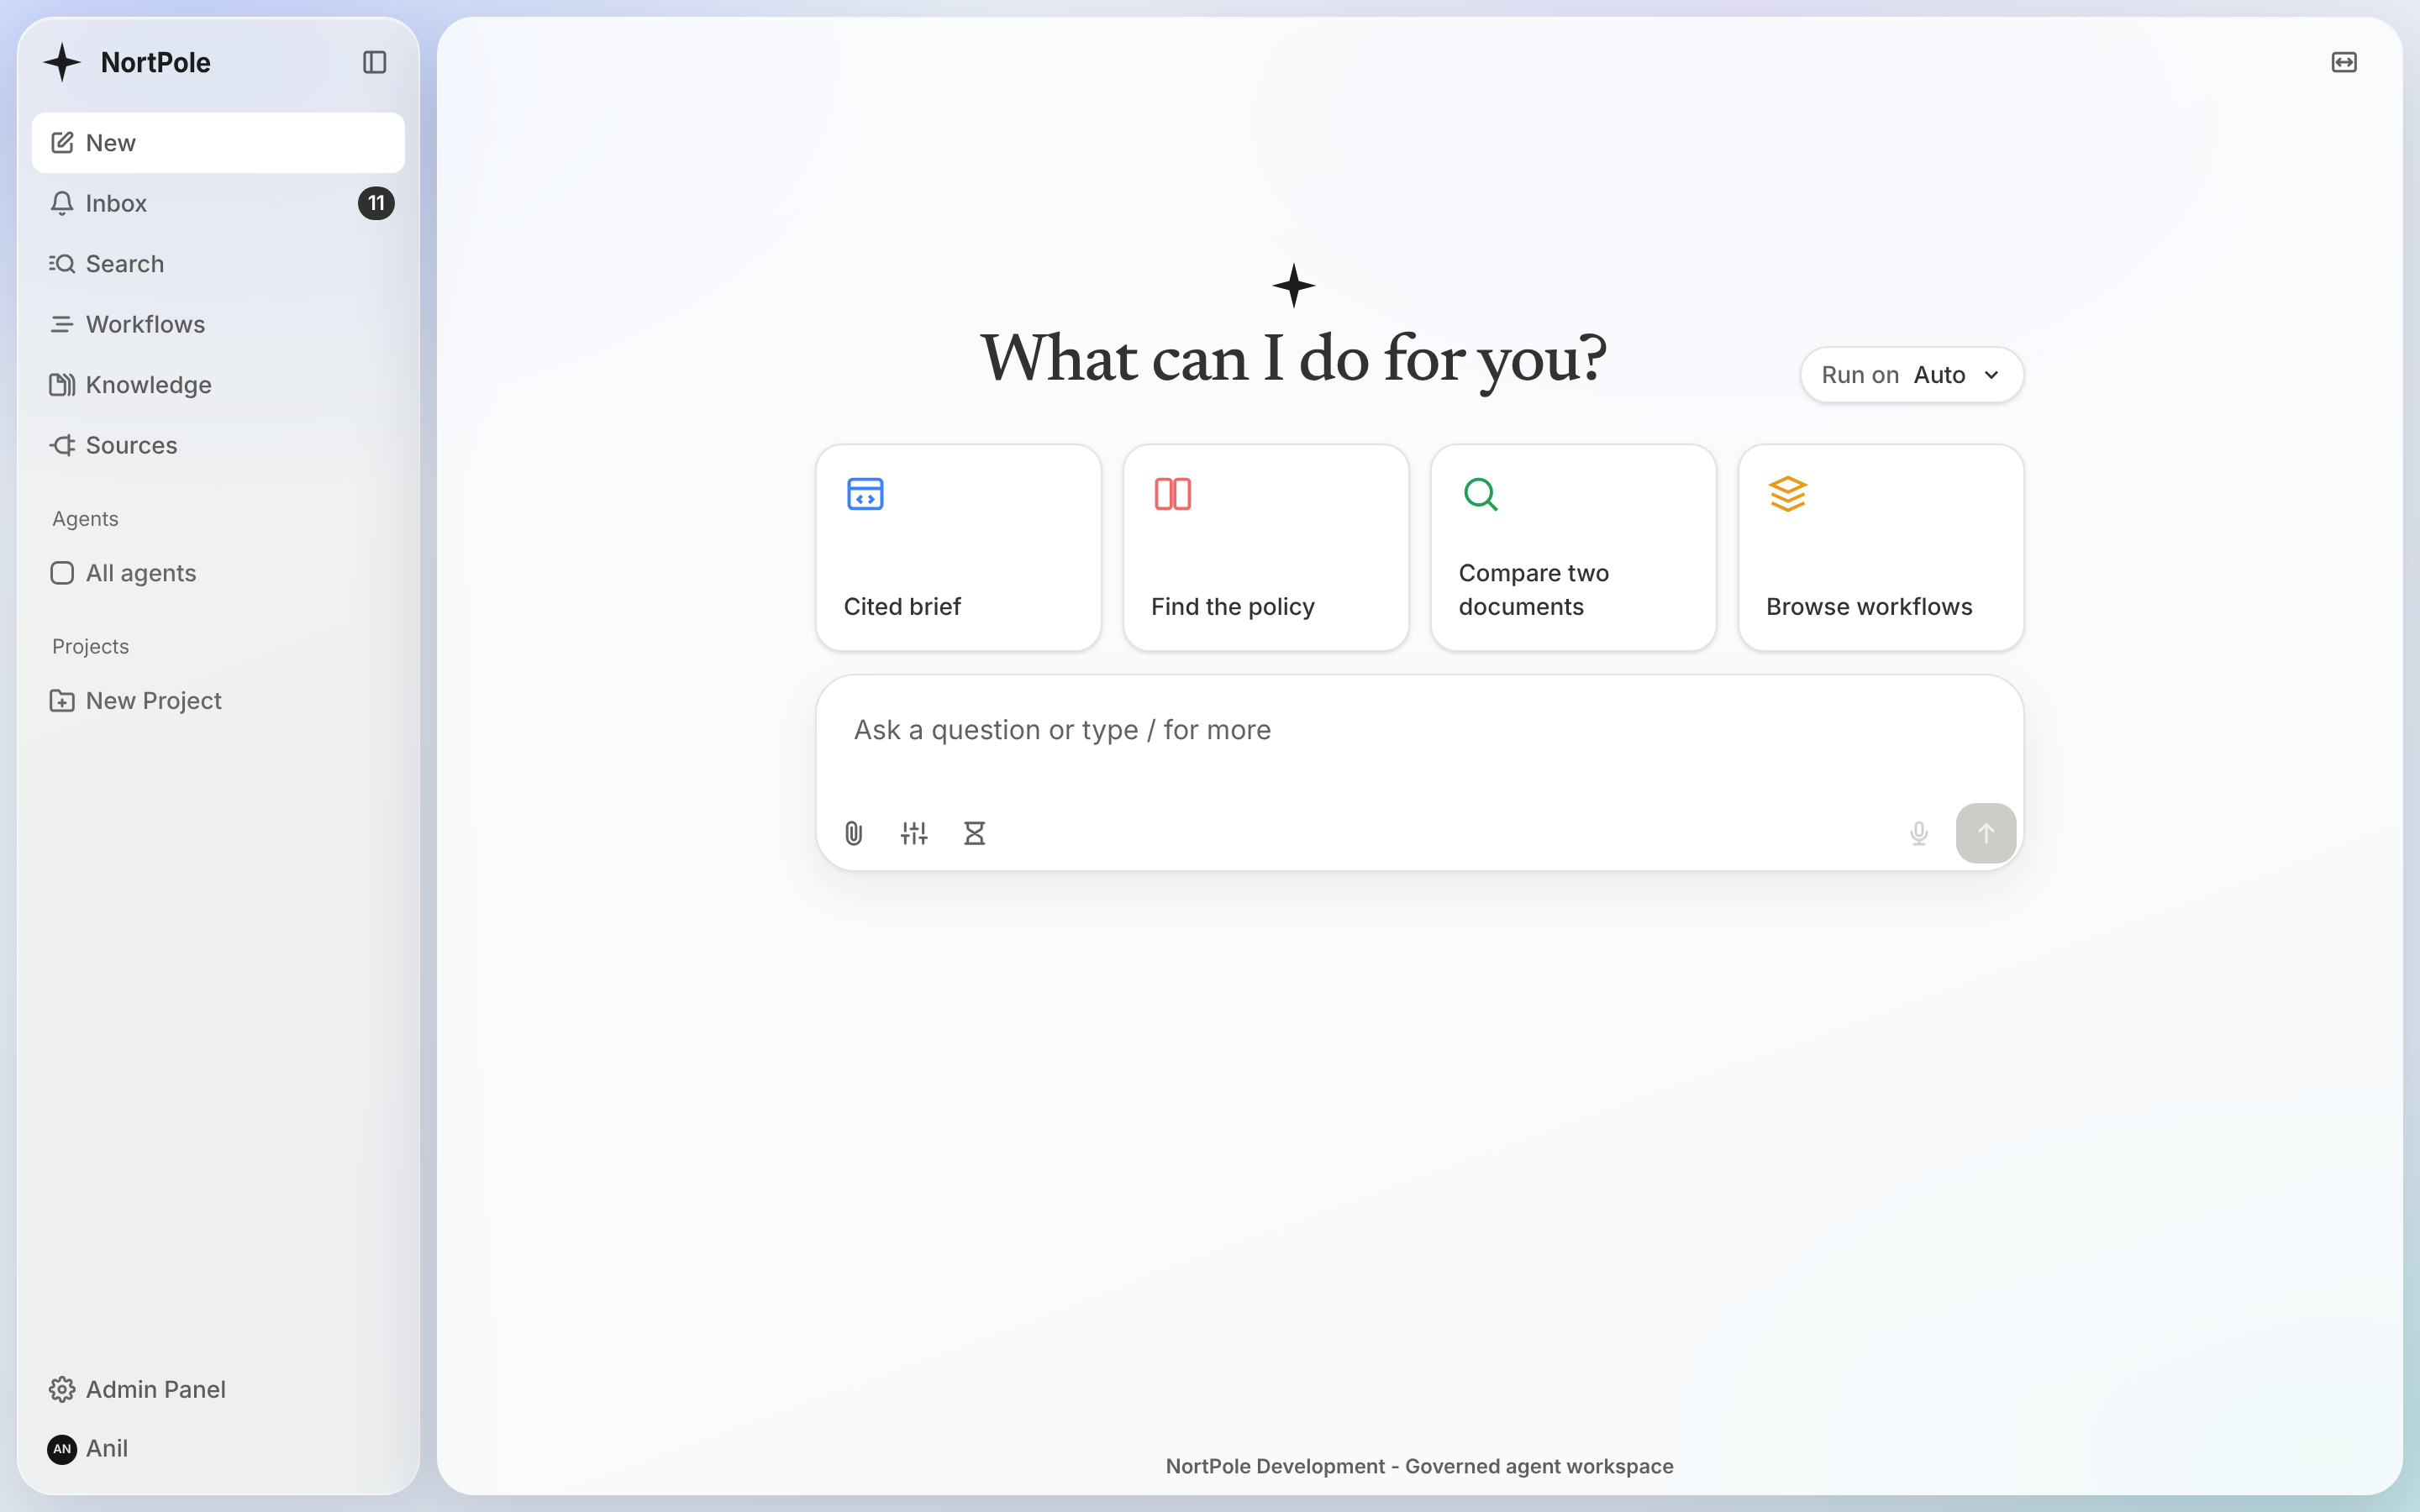 NortPole
New
Inbox 11
Search
Workflows
Knowledge
Sources
Agents
All agents
Projects
New Project
Admin Panel
AN Anil
What can I do for you?
Run on Auto
Cited brief
Find the policy
Compare two
documents
Browse workflows
Ask a question or type / for more
NortPole Development - Governed agent workspace